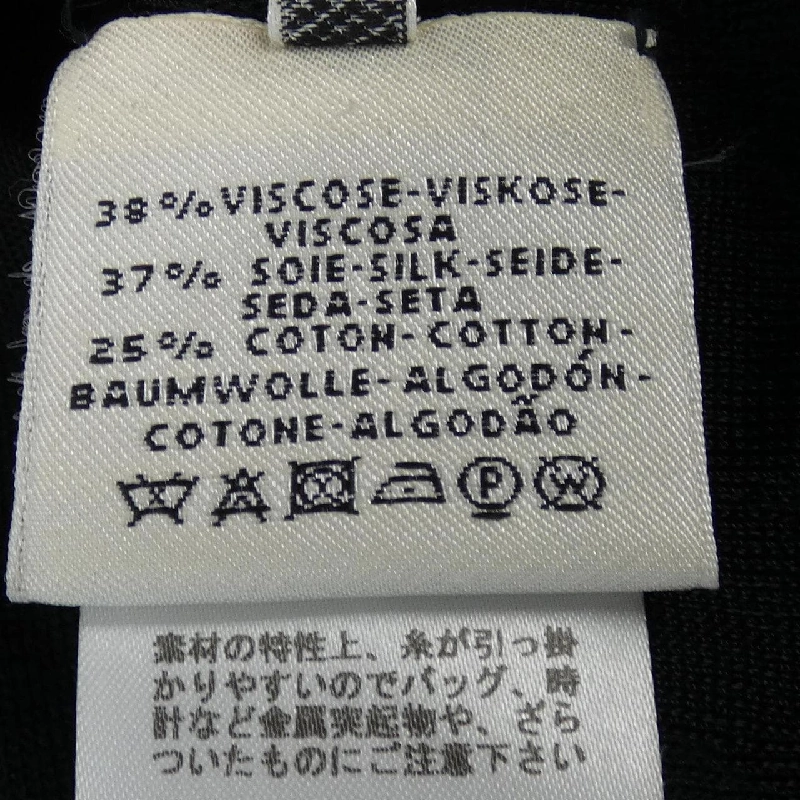 38% VISCOSE-VISKOSE-
VISCOSA
37% SOIE-SILK-SEIDE-
SEDA-SETA
25% COTON-COTTON-
BAUMWOLLE-ALGODÓN-
COTONE-ALGODÃO
P W
素材の特性上、糸が引っ掛
かりやすいのでバッグ、時
計など金属突起物や、ざら
ついたものにご注意下さい